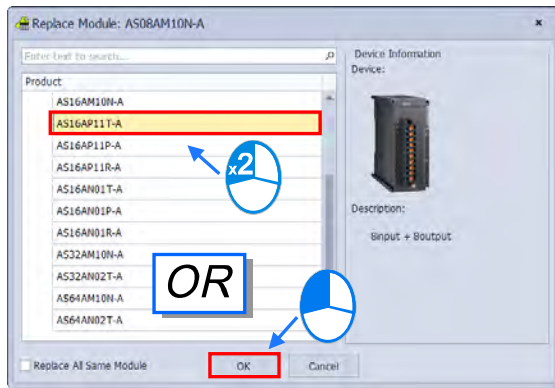 Replace Module: AS08AM10N-A
Enter text to search...
Product
AS16AM10N-A
AS16AP11T-A
AS16AP11P-A
AS16AP11R-A
AS16AN01T-A
AS16AN01P-A
AS16AN01R-A
AS32AM10N-A
AS32AN02T-A
AS64AM10N-A
AS64AN02T-A
x2
OR
Device Information
Device:
Description:
8input + 8output
Replace All Same Module
OK
Cancel